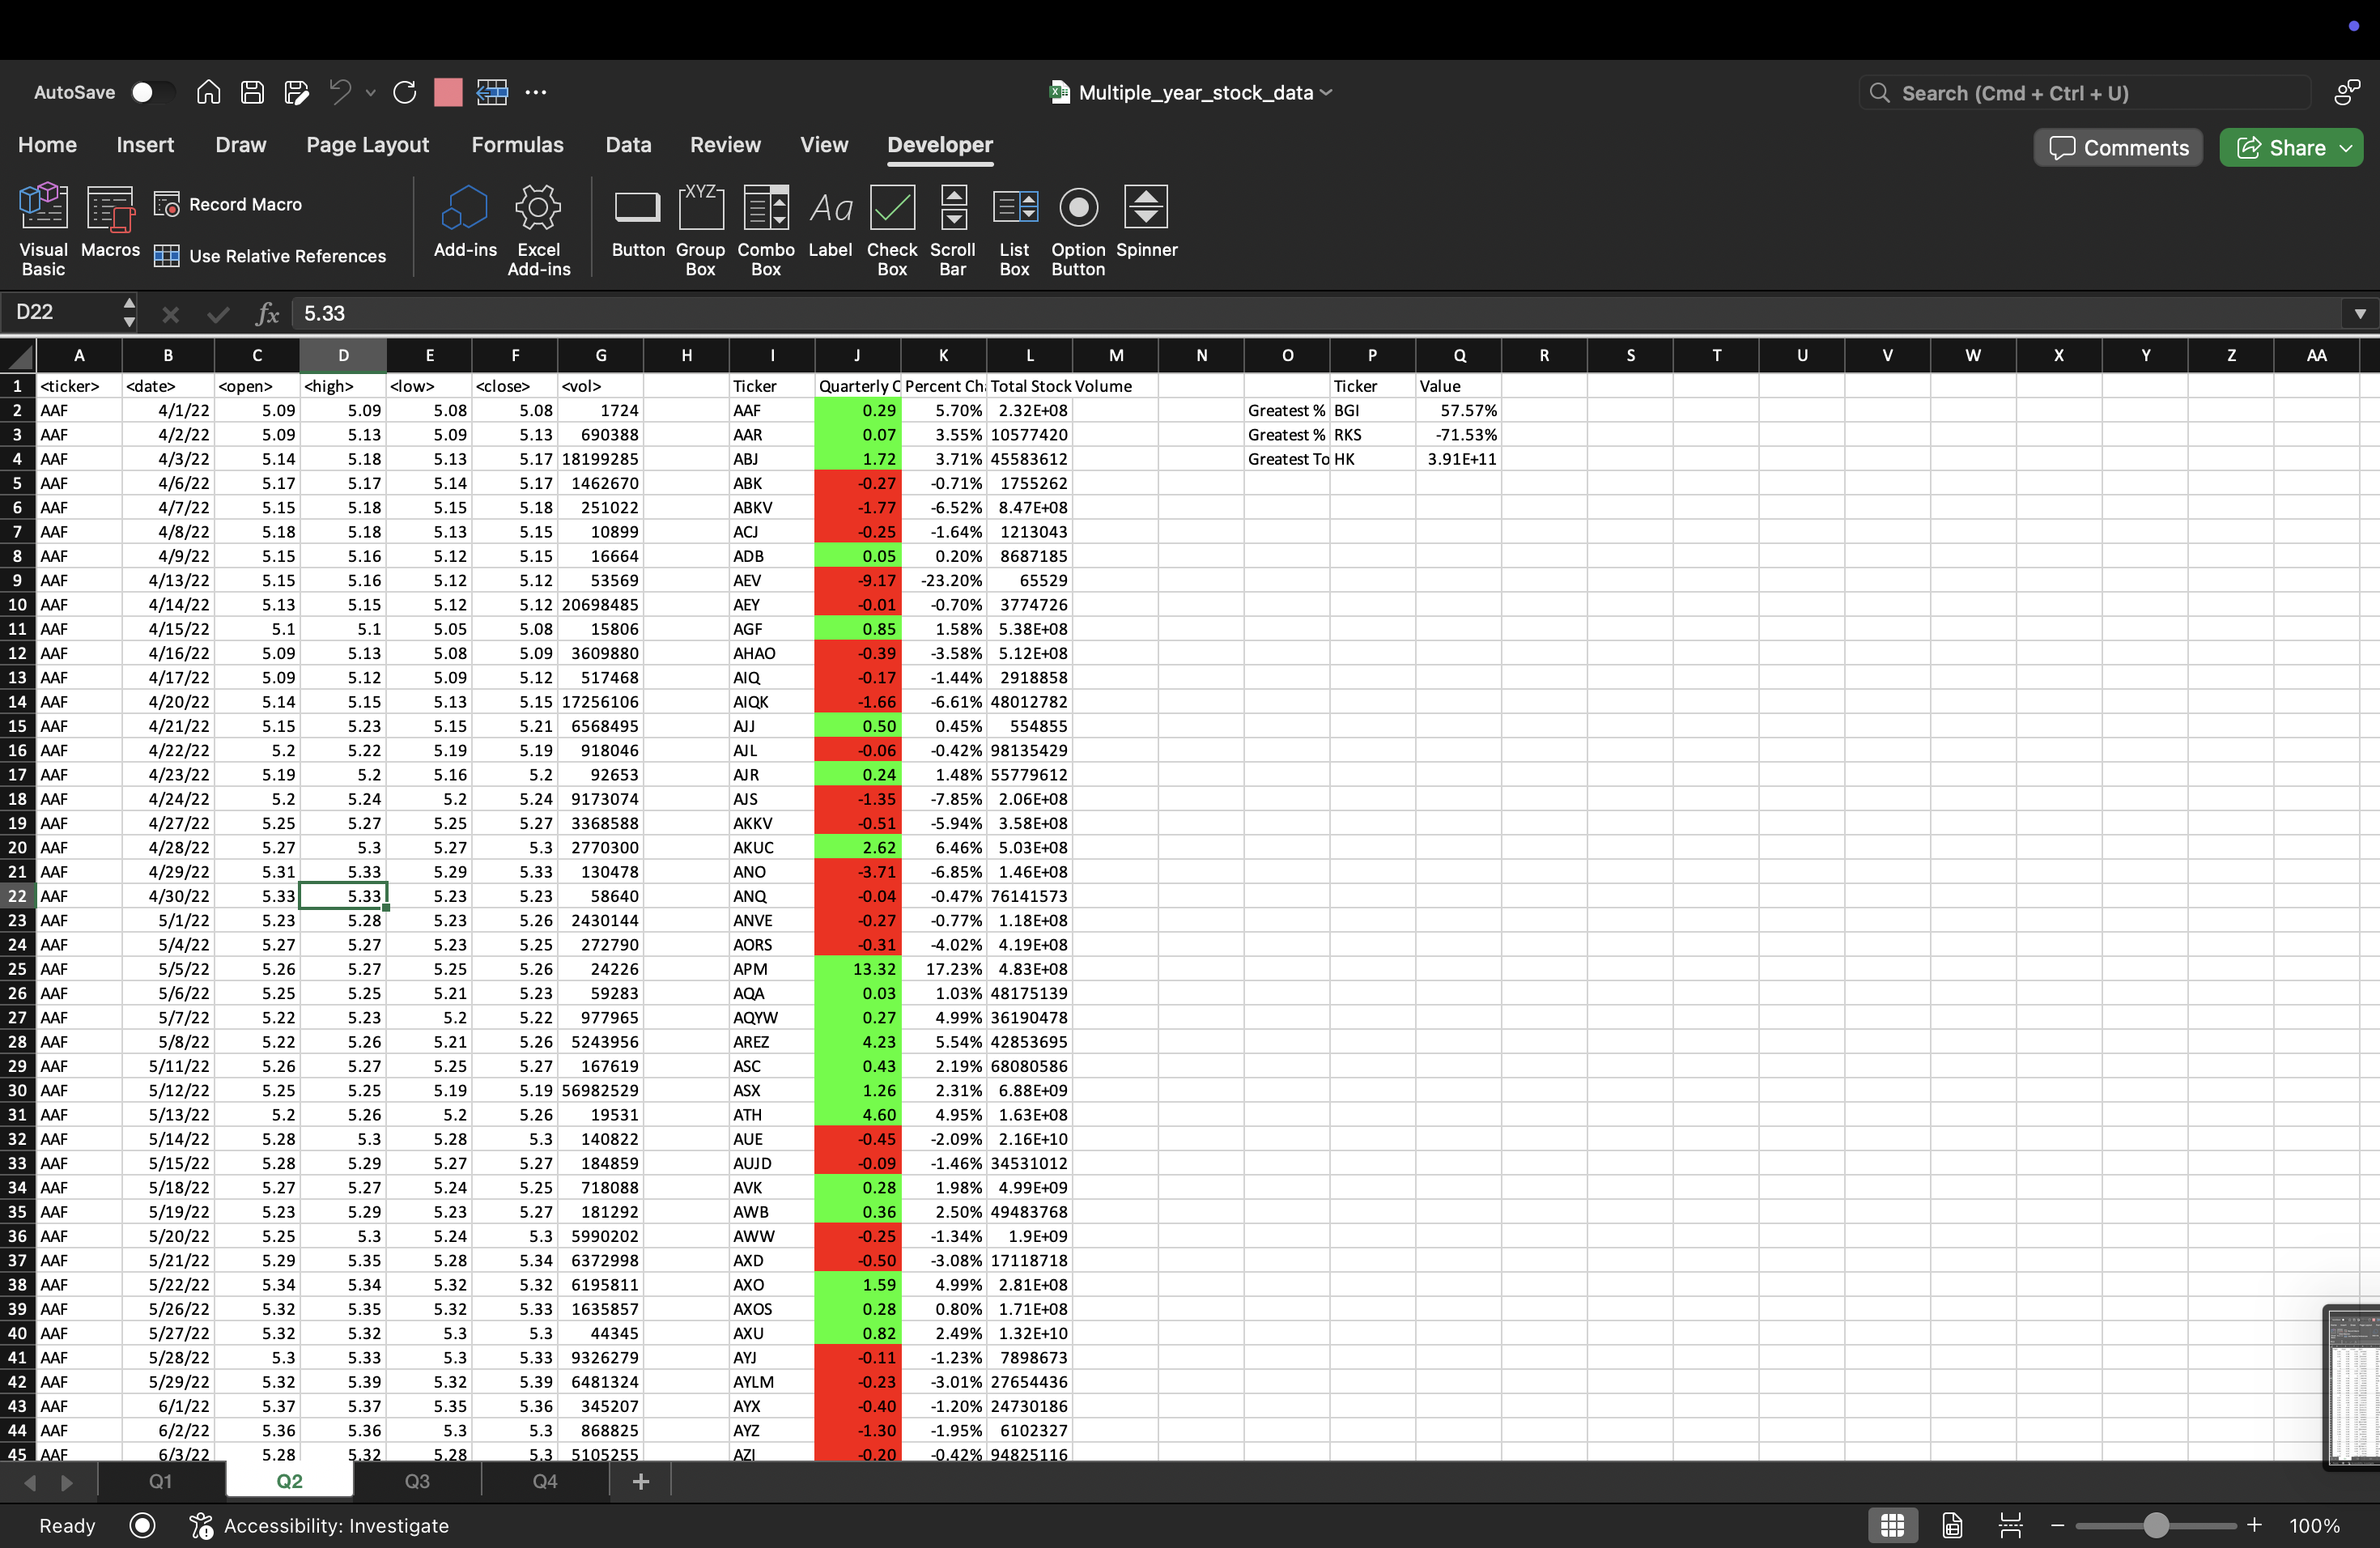 AutoSave Multiple_year_stock_data Search (Cmd + Ctrl + U)
Home Insert Draw Page Layout Formulas Data Review View Developer Comments Share
Visual Basic Macros Record Macro Use Relative References Add-ins Excel Add-ins XYZ Button Group Box Combo Box Aa Label Check Box Scroll Bar List Box Option Button Spinner
D22 fx 5.33
A B C D E F G H I J K L M N O P Q R S T U V W X Y Z AA
1 <ticker> <date> <open> <high> <low> <close> <vol> Ticker Quarterly C Percent Ch Total Stock Volume Ticker Value
2 AAF 4/1/22 5.09 5.09 5.08 5.08 1724 AAF 0.29 5.70% 2.32E+08 Greatest % BGI 57.57%
3 AAF 4/2/22 5.09 5.13 5.09 5.13 690388 AAR 0.07 3.55% 10577420 Greatest % RKS -71.53%
4 AAF 4/3/22 5.14 5.18 5.13 5.17 18199285 ABJ 1.72 3.71% 45583612 Greatest To HK 3.91E+11
5 AAF 4/6/22 5.17 5.17 5.14 5.17 1462670 ABK -0.27 -0.71% 1755262
6 AAF 4/7/22 5.15 5.18 5.15 5.18 251022 ABKV -1.77 -6.52% 8.47E+08
7 AAF 4/8/22 5.18 5.18 5.13 5.15 10899 ACJ -0.25 -1.64% 1213043
8 AAF 4/9/22 5.15 5.16 5.12 5.15 16664 ADB 0.05 0.20% 8687185
9 AAF 4/13/22 5.15 5.16 5.12 5.12 53569 AEV -9.17 -23.20% 65529
10 AAF 4/14/22 5.13 5.15 5.12 5.12 20698485 AEY -0.01 -0.70% 3774726
11 AAF 4/15/22 5.1 5.1 5.05 5.08 15806 AGF 0.85 1.58% 5.38E+08
12 AAF 4/16/22 5.09 5.13 5.08 5.09 3609880 AHAO -0.39 -3.58% 5.12E+08
13 AAF 4/17/22 5.09 5.12 5.09 5.12 517468 AIQ -0.17 -1.44% 2918858
14 AAF 4/20/22 5.14 5.15 5.13 5.15 17256106 AIQK -1.66 -6.61% 48012782
15 AAF 4/21/22 5.15 5.23 5.15 5.21 6568495 AJJ 0.50 0.45% 554855
16 AAF 4/22/22 5.2 5.22 5.19 5.19 918046 AJL -0.06 -0.42% 98135429
17 AAF 4/23/22 5.19 5.2 5.16 5.2 92653 AJR 0.24 1.48% 55779612
18 AAF 4/24/22 5.2 5.24 5.2 5.24 9173074 AJS -1.35 -7.85% 2.06E+08
19 AAF 4/27/22 5.25 5.27 5.25 5.27 3368588 AKKV -0.51 -5.94% 3.58E+08
20 AAF 4/28/22 5.27 5.3 5.27 5.3 2770300 AKUC 2.62 6.46% 5.03E+08
21 AAF 4/29/22 5.31 5.33 5.29 5.33 130478 ANO -3.71 -6.85% 1.46E+08
22 AAF 4/30/22 5.33 5.33 5.23 5.23 58640 ANQ -0.04 -0.47% 76141573
23 AAF 5/1/22 5.23 5.28 5.23 5.26 2430144 ANVE -0.27 -0.77% 1.18E+08
24 AAF 5/4/22 5.27 5.27 5.23 5.25 272790 AORS -0.31 -4.02% 4.19E+08
25 AAF 5/5/22 5.26 5.27 5.25 5.26 24226 APM 13.32 17.23% 4.83E+08
26 AAF 5/6/22 5.25 5.25 5.21 5.23 59283 AQA 0.03 1.03% 48175139
27 AAF 5/7/22 5.22 5.23 5.2 5.22 977965 AQYW 0.27 4.99% 36190478
28 AAF 5/8/22 5.22 5.26 5.21 5.26 5243956 AREZ 4.23 5.54% 42853695
29 AAF 5/11/22 5.26 5.27 5.25 5.27 167619 ASC 0.43 2.19% 68080586
30 AAF 5/12/22 5.25 5.25 5.19 5.19 56982529 ASX 1.26 2.31% 6.88E+09
31 AAF 5/13/22 5.2 5.26 5.2 5.26 19531 ATH 4.60 4.95% 1.63E+08
32 AAF 5/14/22 5.28 5.3 5.28 5.3 140822 AUE -0.45 -2.09% 2.16E+10
33 AAF 5/15/22 5.28 5.29 5.27 5.27 184859 AUJD -0.09 -1.46% 34531012
34 AAF 5/18/22 5.27 5.27 5.24 5.25 718088 AVK 0.28 1.98% 4.99E+09
35 AAF 5/19/22 5.23 5.29 5.23 5.27 181292 AWB 0.36 2.50% 49483768
36 AAF 5/20/22 5.25 5.3 5.24 5.3 5990202 AWW -0.25 -1.34% 1.9E+09
37 AAF 5/21/22 5.29 5.35 5.28 5.34 6372998 AXD -0.50 -3.08% 17118718
38 AAF 5/22/22 5.34 5.34 5.32 5.32 6195811 AXO 1.59 4.99% 2.81E+08
39 AAF 5/26/22 5.32 5.35 5.32 5.33 1635857 AXOS 0.28 0.80% 1.71E+08
40 AAF 5/27/22 5.32 5.32 5.3 5.3 44345 AXU 0.82 2.49% 1.32E+10
41 AAF 5/28/22 5.3 5.33 5.3 5.33 9326279 AYJ -0.11 -1.23% 7898673
42 AAF 5/29/22 5.32 5.39 5.32 5.39 6481324 AYLM -0.23 -3.01% 27654436
43 AAF 6/1/22 5.37 5.37 5.35 5.36 345207 AYX -0.40 -1.20% 24730186
44 AAF 6/2/22 5.36 5.36 5.3 5.3 868825 AYZ -1.30 -1.95% 6102327
45 AAF 6/3/22 5.28 5.32 5.28 5.3 5105255 AZI -0.20 -0.42% 94825116
Q1 Q2 Q3 Q4 +
Ready Accessibility: Investigate 100%